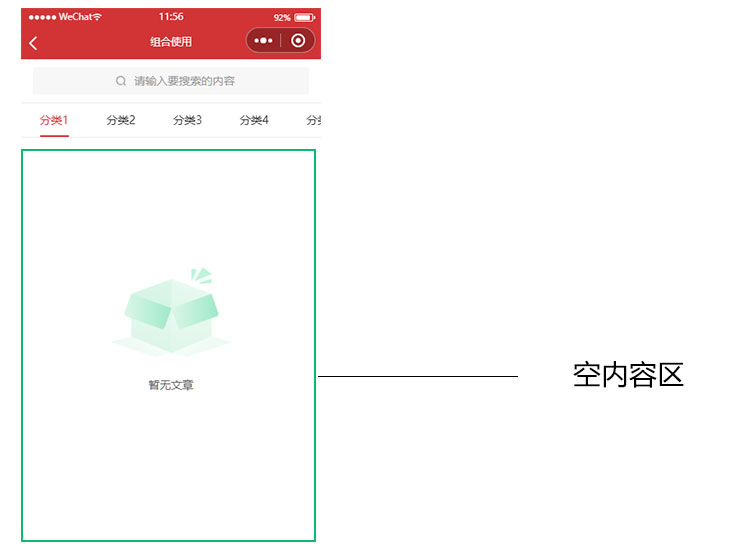 WeChat 11:56 92%
组合使用
请输入要搜索的内容
分类1 分类2 分类3 分类4 分类
暂无文章
空内容区